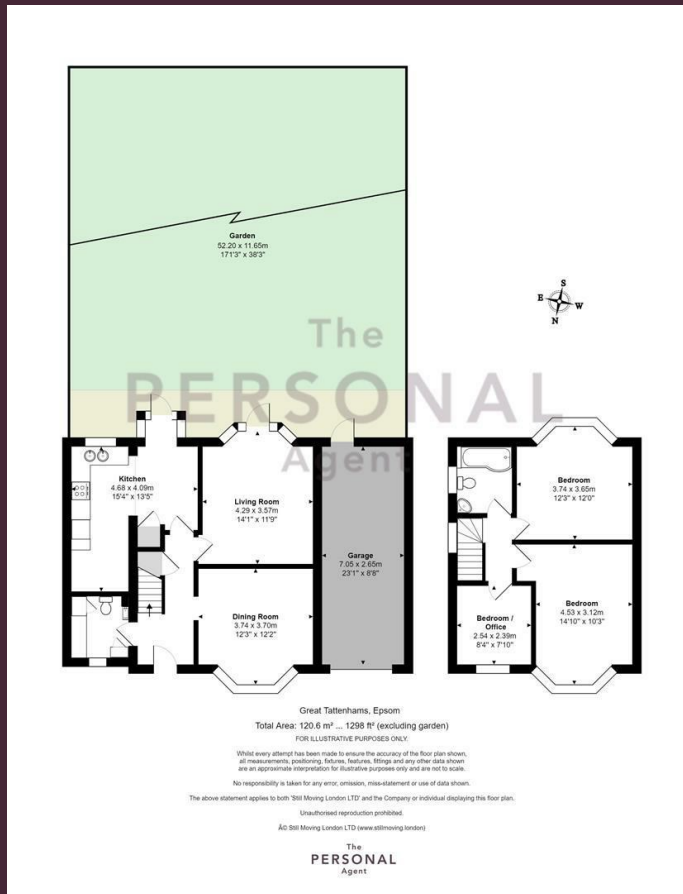 Garden
52.20 x 11.65m
171'3" x 38'3"
S
E
W
N
The
PERSONAL
Agent
Kitchen
4.68 x 4.09m
15'4" x 13'5"
Living Room
4.29 x 3.57m
14'1" x 11'9"
Garage
7.05 x 2.65m
23'1" x 8'8"
Dining Room
3.74 x 3.70m
12'3" x 12'2"
Bedroom
3.74 x 3.65m
12'3" x 12'0"
Bedroom
4.53 x 3.12m
14'10" x 10'3"
Bedroom /
Office
2.54 x 2.39m
8'4" x 7'10"
Great Tattenhams, Epsom
Total Area: 120.6 m² ... 1298 ft² (excluding garden)
FOR ILLUSTRATIVE PURPOSES ONLY.
Whilst every attempt has been made to ensure the accuracy of the floor plan shown,
all measurements, positioning, fixtures, features, fittings and any other data shown
are an approximate interpretation for illustrative purposes only and are not to scale.
No responsibility is taken for any error, omission, miss-statement or use of data shown.
The above statement applies to both 'Still Moving London LTD' and the Company or individual displaying this floor plan.
Unauthorised reproduction prohibited.
Â© Still Moving London LTD (www.stillmoving.london)
The
PERSONAL
Agent